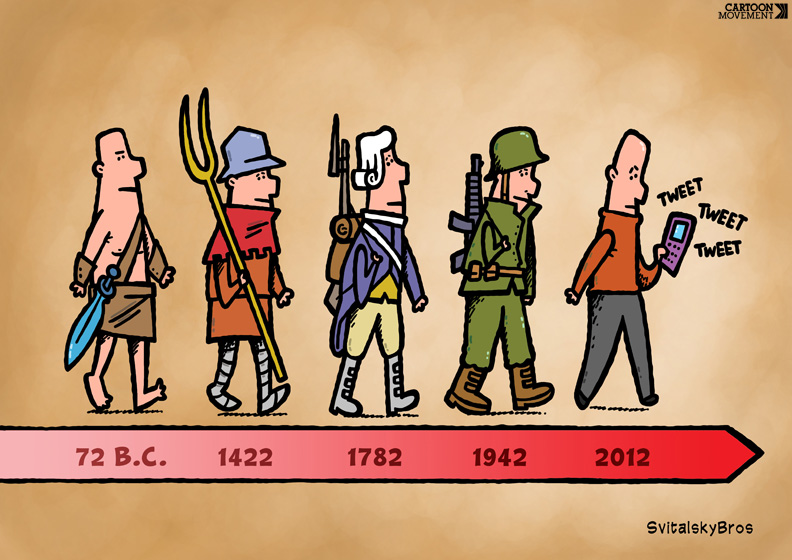 CARTOON
MOVEMENT
TWEET
TWEET
TWEET
72 B.C. 1422 1782 1942 2012
SvitalskyBros